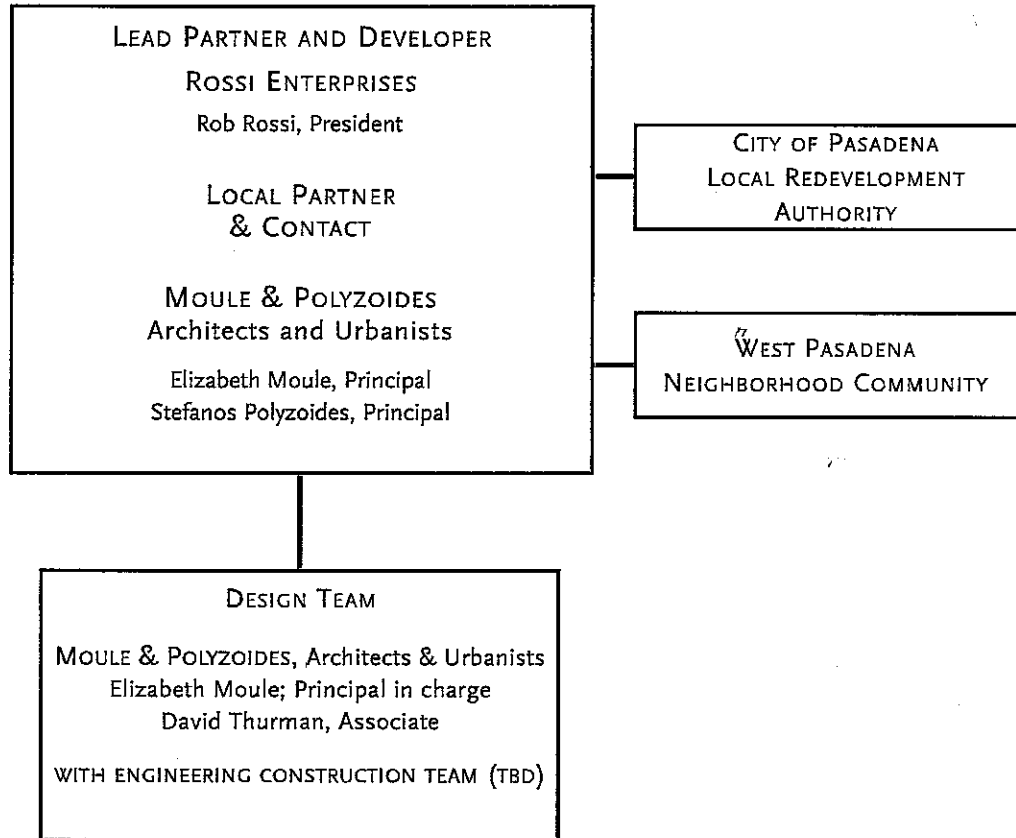 LEAD PARTNER AND DEVELOPER
ROSSI ENTERPRISES
Rob Rossi, President
LOCAL PARTNER
& CONTACT
MOULE & POLYZOIDES
Architects and Urbanists
Elizabeth Moule, Principal
Stefanos Polyzoides, Principal
CITY OF PASADENA
LOCAL REDEVELOPMENT
AUTHORITY
WEST PASADENA
NEIGHBORHOOD COMMUNITY
DESIGN TEAM
MOULE & POLYZOIDES, Architects & Urbanists
Elizabeth Moule; Principal in charge
David Thurman, Associate
WITH ENGINEERING CONSTRUCTION TEAM (TBD)